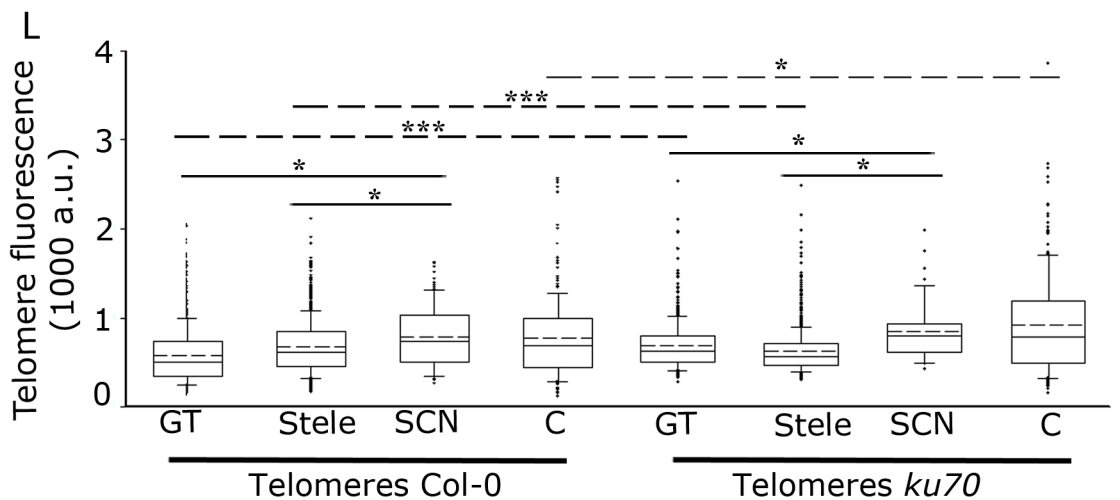 L
Telomere fluorescence
(1000 a.u.)
4
3
2
1
0
*
***
***
*
*
*
*
GT Stele SCN C GT Stele SCN C
Telomeres Col-0 Telomeres ku70